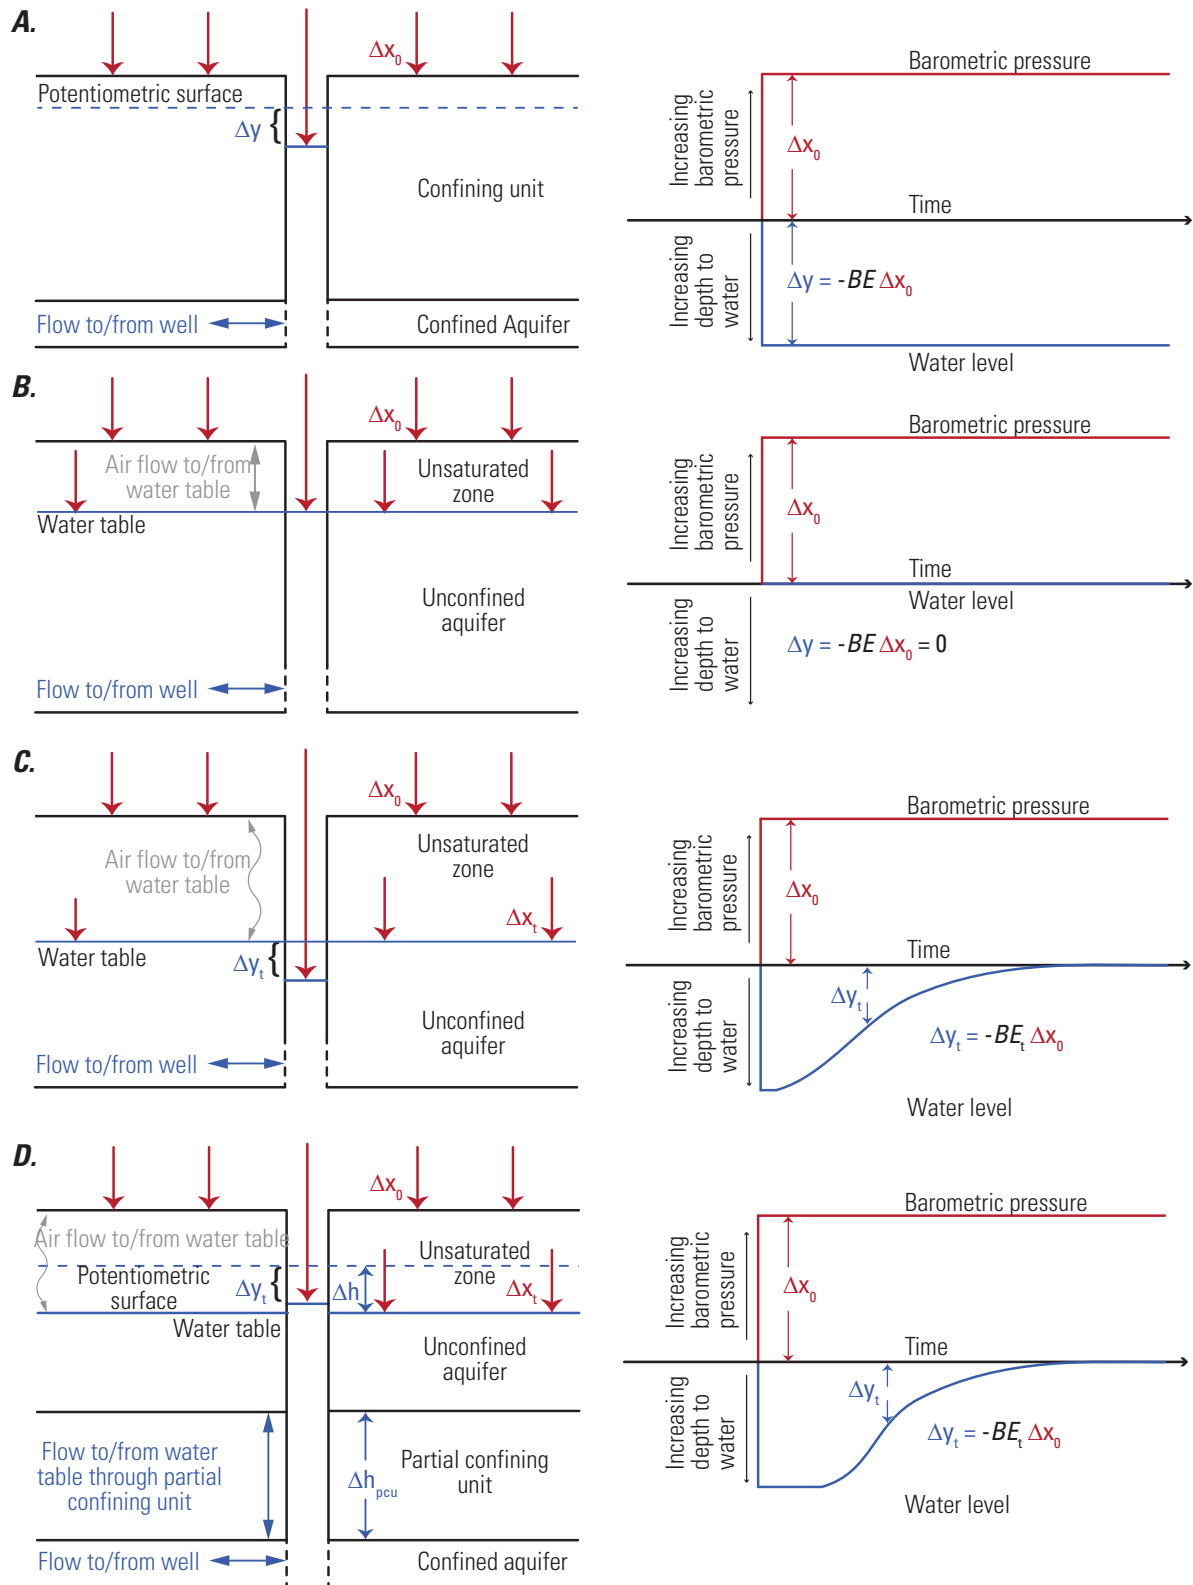 A.
Δx₀
Potentiometric surface
Δy
Confining unit
Flow to/from well
Confined Aquifer
Barometric pressure
Increasing barometric
pressure
Δx₀
Time
Increasing
depth to
water
Δy = -BE Δx₀
Water level
B.
Δx₀
Air flow to/from
water table
Unsaturated
zone
Water table
Unconfined
aquifer
Flow to/from well
Barometric pressure
Increasing barometric
pressure
Δx₀
Time
Water level
Increasing
depth to
water
Δy = -BE Δx₀ = 0
C.
Δx₀
Unsaturated
zone
Air flow to/from
water table
Δxₜ
Water table
Δyₜ
Unconfined
aquifer
Flow to/from well
Barometric pressure
Increasing barometric
pressure
Δx₀
Time
Increasing
depth to
water
Δyₜ
Δyₜ = -BEₜ Δx₀
Water level
D.
Δx₀
Air flow to/from water table
Unsaturated
zone
Potentiometric
surface
Δyₜ
Δh
Δxₜ
Water table
Unconfined
aquifer
Flow to/from water
table through partial
confining unit
Δh pcu
Partial confining
unit
Flow to/from well
Confined aquifer
Barometric pressure
Increasing barometric
pressure
Δx₀
Time
Increasing
depth to
water
Δyₜ
Δyₜ = -BEₜ Δx₀
Water level